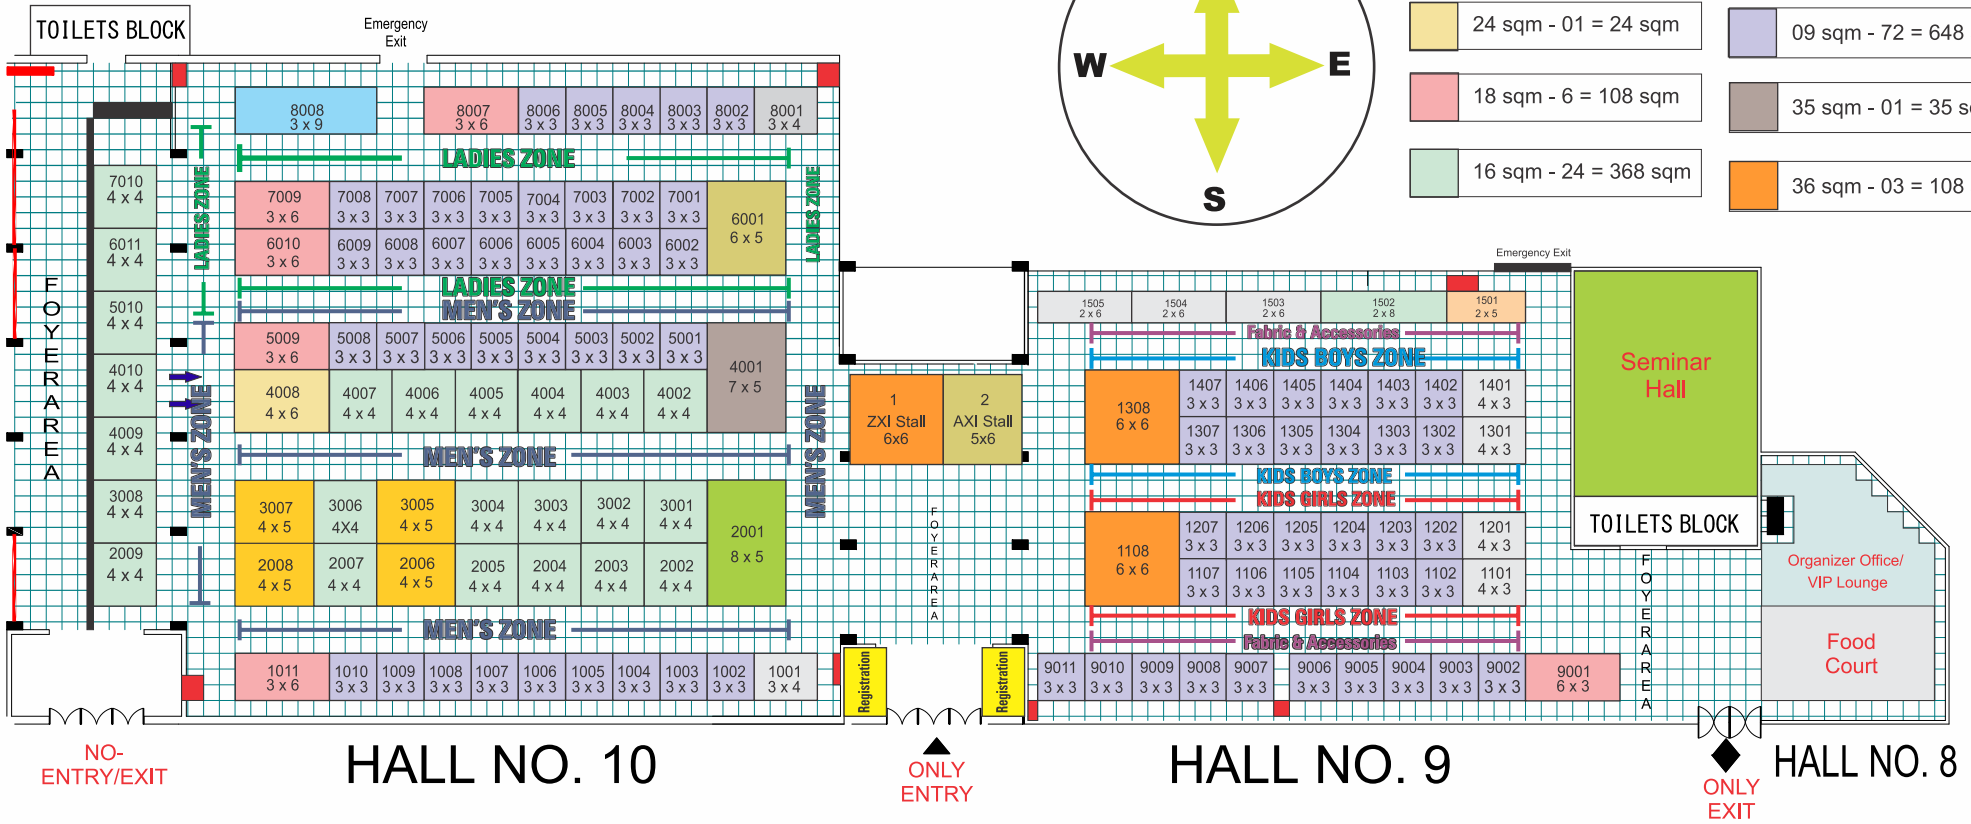 TOILETS BLOCK
Emergency
Exit
W
E
S
24 sqm - 01 = 24 sqm
09 sqm - 72 = 648
18 sqm - 6 = 108 sqm
35 sqm - 01 = 35 s
16 sqm - 24 = 368 sqm
36 sqm - 03 = 108
8008
3 x 9
8007
3 x 6
8006
3 x 3
8005
3 x 3
8004
3 x 3
8003
3 x 3
8002
3 x 3
8001
3 x 4
LADIES ZONE
LADIES ZONE
LADIES ZONE
7010
4 x 4
6011
4 x 4
5010
4 x 4
4010
4 x 4
4009
4 x 4
3008
4 x 4
2009
4 x 4
FOYER AREA
7009
3 x 6
7008
3 x 3
7007
3 x 3
7006
3 x 3
7005
3 x 3
7004
3 x 3
7003
3 x 3
7002
3 x 3
7001
3 x 3
6001
6 x 5
6010
3 x 6
6009
3 x 3
6008
3 x 3
6007
3 x 3
6006
3 x 3
6005
3 x 3
6004
3 x 3
6003
3 x 3
6002
3 x 3
LADIES ZONE
MEN'S ZONE
5009
3 x 6
5008
3 x 3
5007
3 x 3
5006
3 x 3
5005
3 x 3
5004
3 x 3
5003
3 x 3
5002
3 x 3
5001
3 x 3
4001
7 x 5
4008
4 x 6
4007
4 x 4
4006
4 x 4
4005
4 x 4
4004
4 x 4
4003
4 x 4
4002
4 x 4
MEN'S ZONE
MEN'S ZONE
MEN'S ZONE
3007
4 x 5
3006
4X4
3005
4 x 5
3004
4 x 4
3003
4 x 4
3002
4 x 4
3001
4 x 4
2001
8 x 5
2008
4 x 5
2007
4 x 4
2006
4 x 5
2005
4 x 4
2004
4 x 4
2003
4 x 4
2002
4 x 4
MEN'S ZONE
1011
3 x 6
1010
3 x 3
1009
3 x 3
1008
3 x 3
1007
3 x 3
1006
3 x 3
1005
3 x 3
1004
3 x 3
1003
3 x 3
1002
3 x 3
1001
3 x 4
1
ZXI Stall
6x6
2
AXI Stall
5x6
FOYER AREA
Registration
Registration
Emergency Exit
1505
2 x 6
1504
2 x 6
1503
2 x 6
1502
2 x 8
1501
2 x 5
Fabric & Accessories
KIDS BOYS ZONE
1308
6 x 6
1407
3 x 3
1406
3 x 3
1405
3 x 3
1404
3 x 3
1403
3 x 3
1402
3 x 3
1401
4 x 3
1307
3 x 3
1306
3 x 3
1305
3 x 3
1304
3 x 3
1303
3 x 3
1302
3 x 3
1301
4 x 3
KIDS BOYS ZONE
KIDS GIRLS ZONE
1108
6 x 6
1207
3 x 3
1206
3 x 3
1205
3 x 3
1204
3 x 3
1203
3 x 3
1202
3 x 3
1201
4 x 3
1107
3 x 3
1106
3 x 3
1105
3 x 3
1104
3 x 3
1103
3 x 3
1102
3 x 3
1101
4 x 3
KIDS GIRLS ZONE
Fabric & Accessories
9011
3 x 3
9010
3 x 3
9009
3 x 3
9008
3 x 3
9007
3 x 3
9006
3 x 3
9005
3 x 3
9004
3 x 3
9003
3 x 3
9002
3 x 3
9001
6 x 3
Seminar
Hall
TOILETS BLOCK
FOYER AREA
Organizer Office/
VIP Lounge
Food
Court
NO-
ENTRY/EXIT
HALL NO. 10
ONLY
ENTRY
HALL NO. 9
ONLY
EXIT
HALL NO. 8